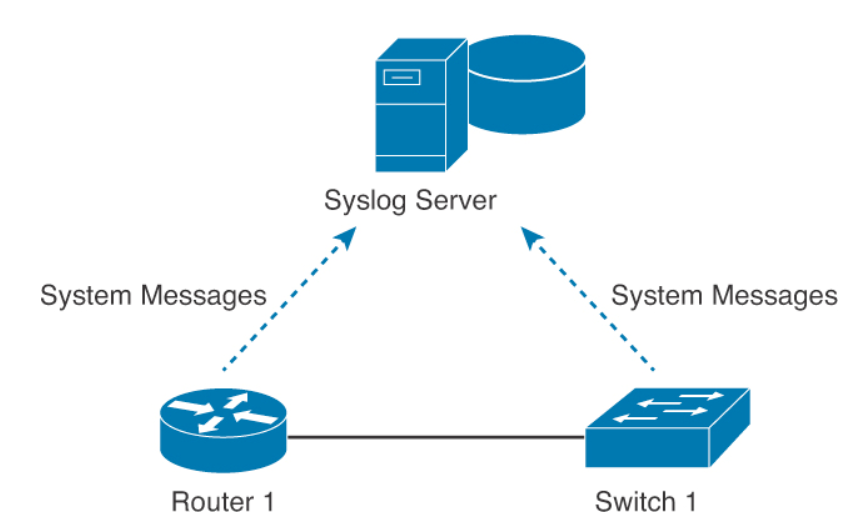 Syslog Server
System Messages
System Messages
Router 1
Switch 1